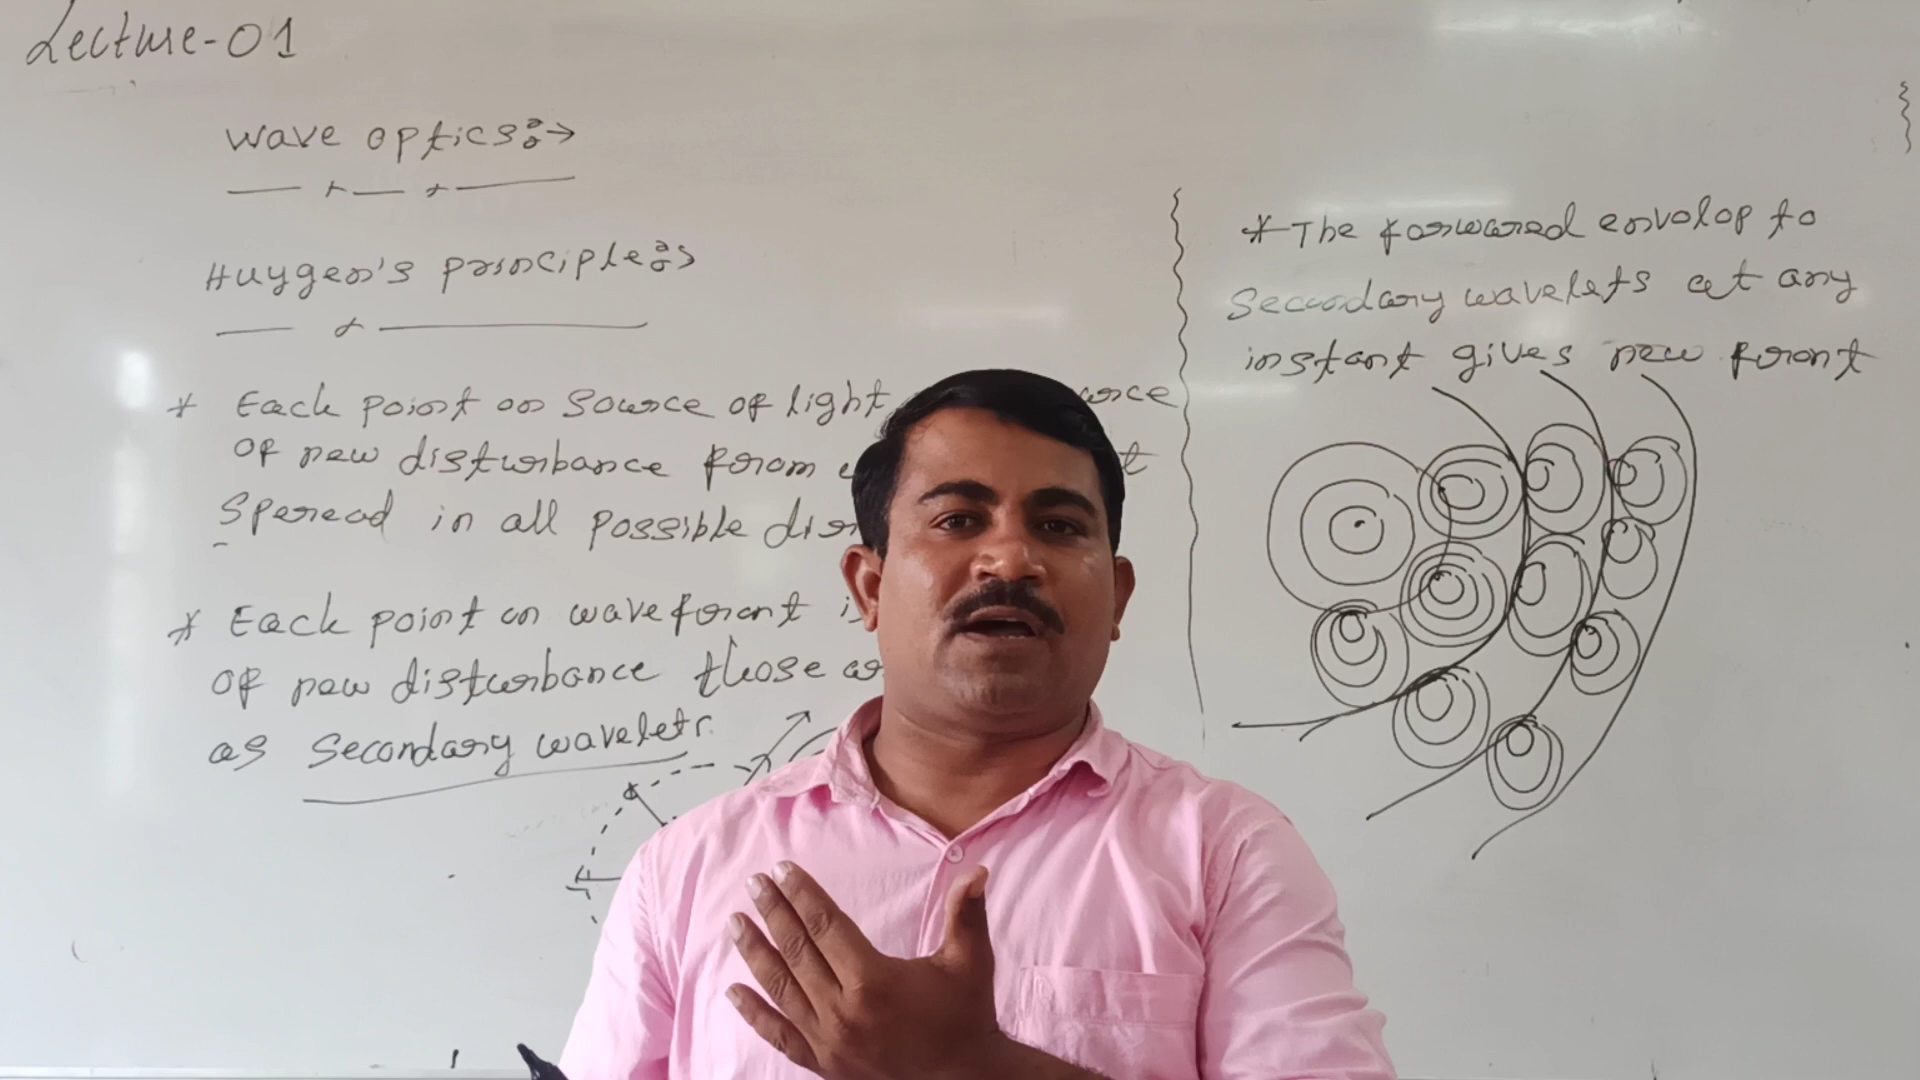 Lecture-01
wave optics:→
Huygen's principle:→
* Each point on source of light
of new disturbance from
spread in all possible
* Each point on wavefront
of new disturbance those
as secondary wavelets.
* The forward envelop to
Secondary wavelets at any
instant gives new front